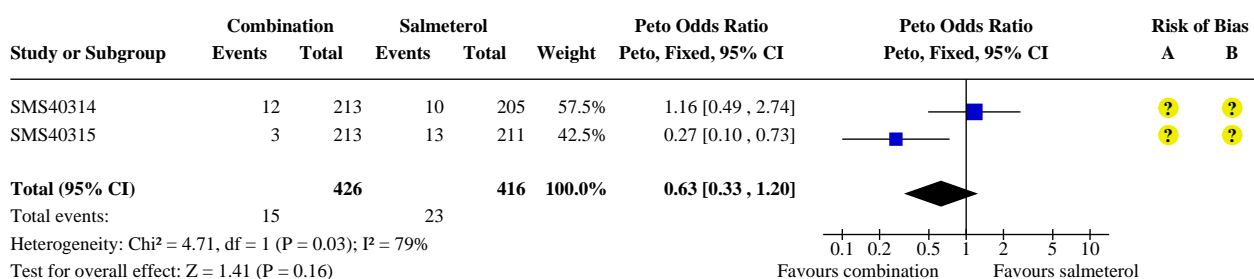 Combination Salmeterol Peto Odds Ratio Peto Odds Ratio Risk of Bias
Study or Subgroup Events Total Events Total Weight Peto, Fixed, 95% CI Peto, Fixed, 95% CI A B
SMS40314 12 213 10 205 57.5% 1.16 [0.49 , 2.74] ? ?
SMS40315 3 213 13 211 42.5% 0.27 [0.10 , 0.73] ? ?
Total (95% CI) 426 416 100.0% 0.63 [0.33 , 1.20]
Total events: 15 23
Heterogeneity: Chi² = 4.71, df = 1 (P = 0.03); I² = 79%
0.1 0.2 0.5 1 2 5 10
Test for overall effect: Z = 1.41 (P = 0.16) Favours combination Favours salmeterol